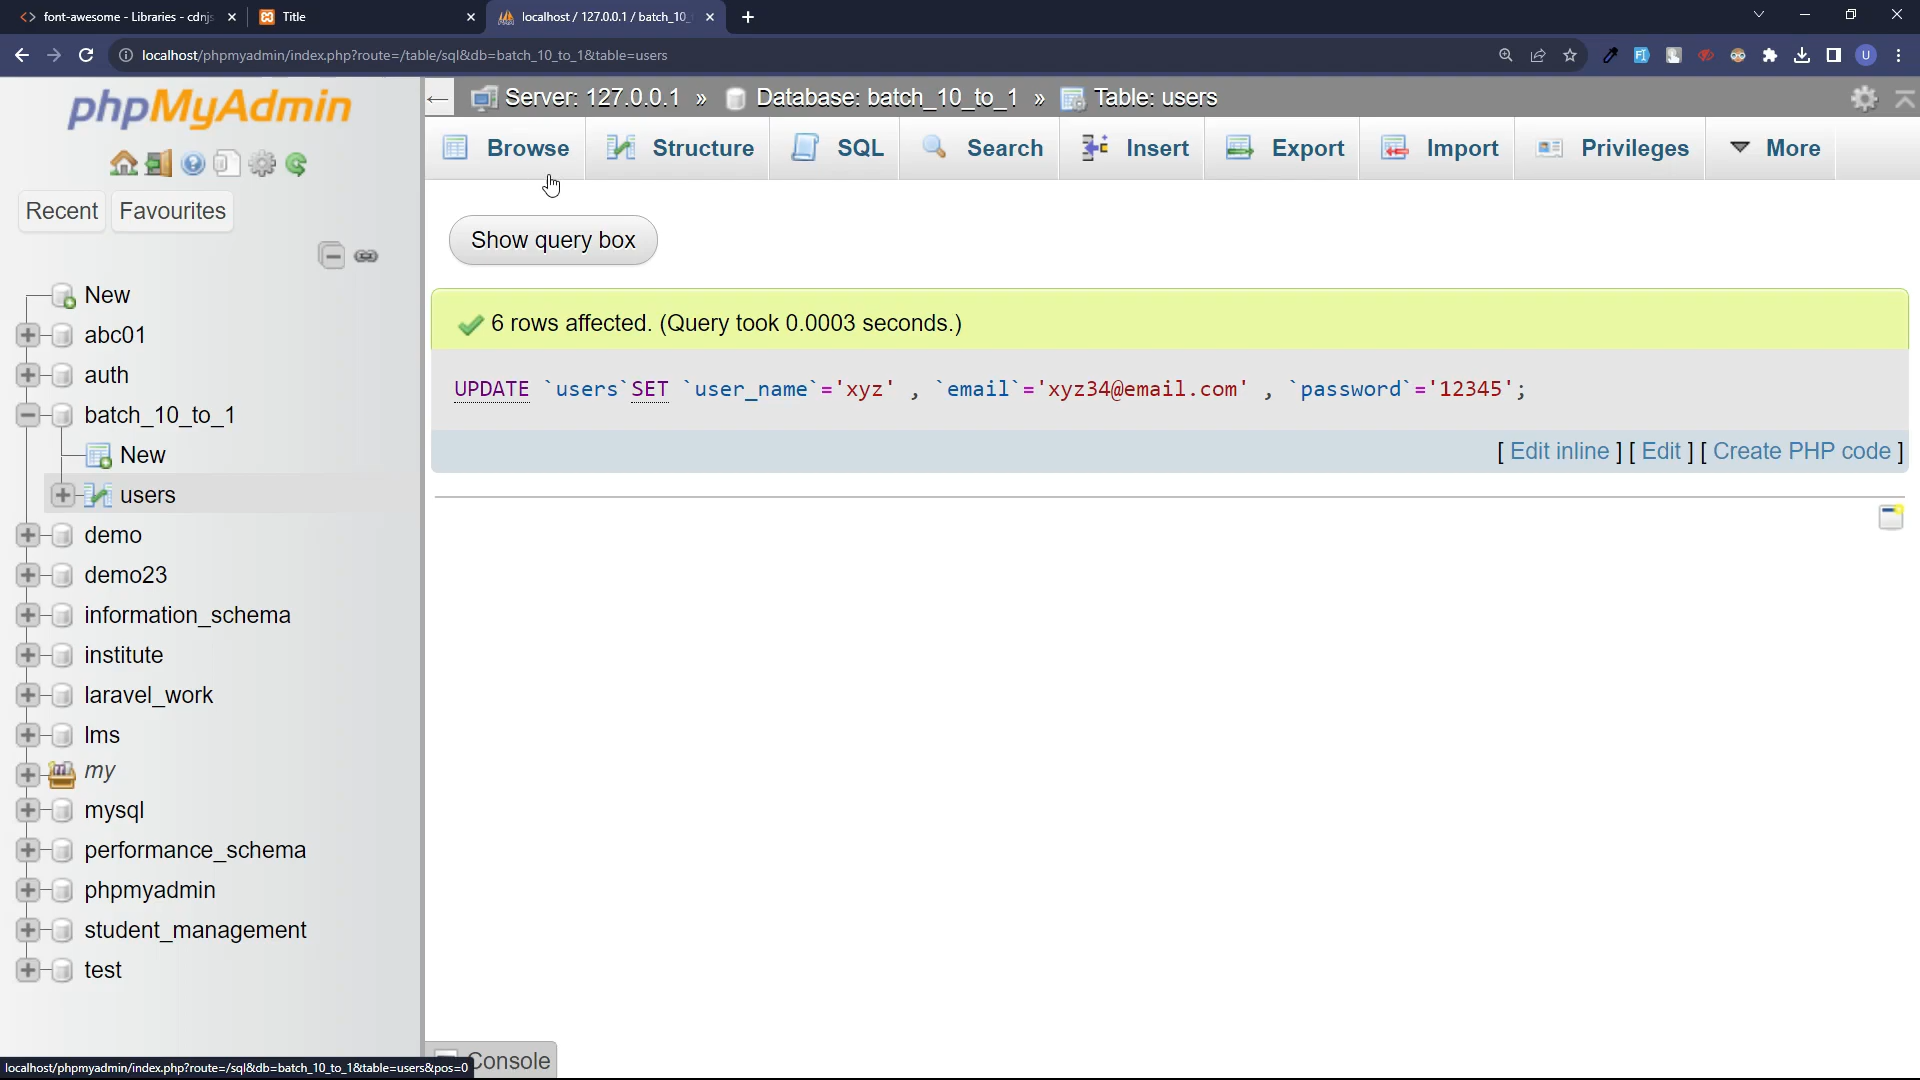 font-awesome - Libraries - cdnjs
Title
localhost / 127.0.0.1 / batch_10_
localhost/phpmyadmin/index.php?route=/table/sql&db=batch_10_to_1&table=users
U
phpMyAdmin
Recent
Favourites
New
abc01
auth
batch_10_to_1
New
users
demo
demo23
information_schema
institute
laravel_work
lms
my
mysql
performance_schema
phpmyadmin
student_management
test
Server: 127.0.0.1 » Database: batch_10_to_1 » Table: users
Browse
Structure
SQL
Search
Insert
Export
Import
Privileges
More
Show query box
6 rows affected. (Query took 0.0003 seconds.)
UPDATE `users`SET `user_name`='xyz' , `email`='xyz34@email.com' , `password`='12345';
[ Edit inline ] [ Edit ] [ Create PHP code ]
Console
localhost/phpmyadmin/index.php?route=/sql&db=batch_10_to_1&table=users&pos=0